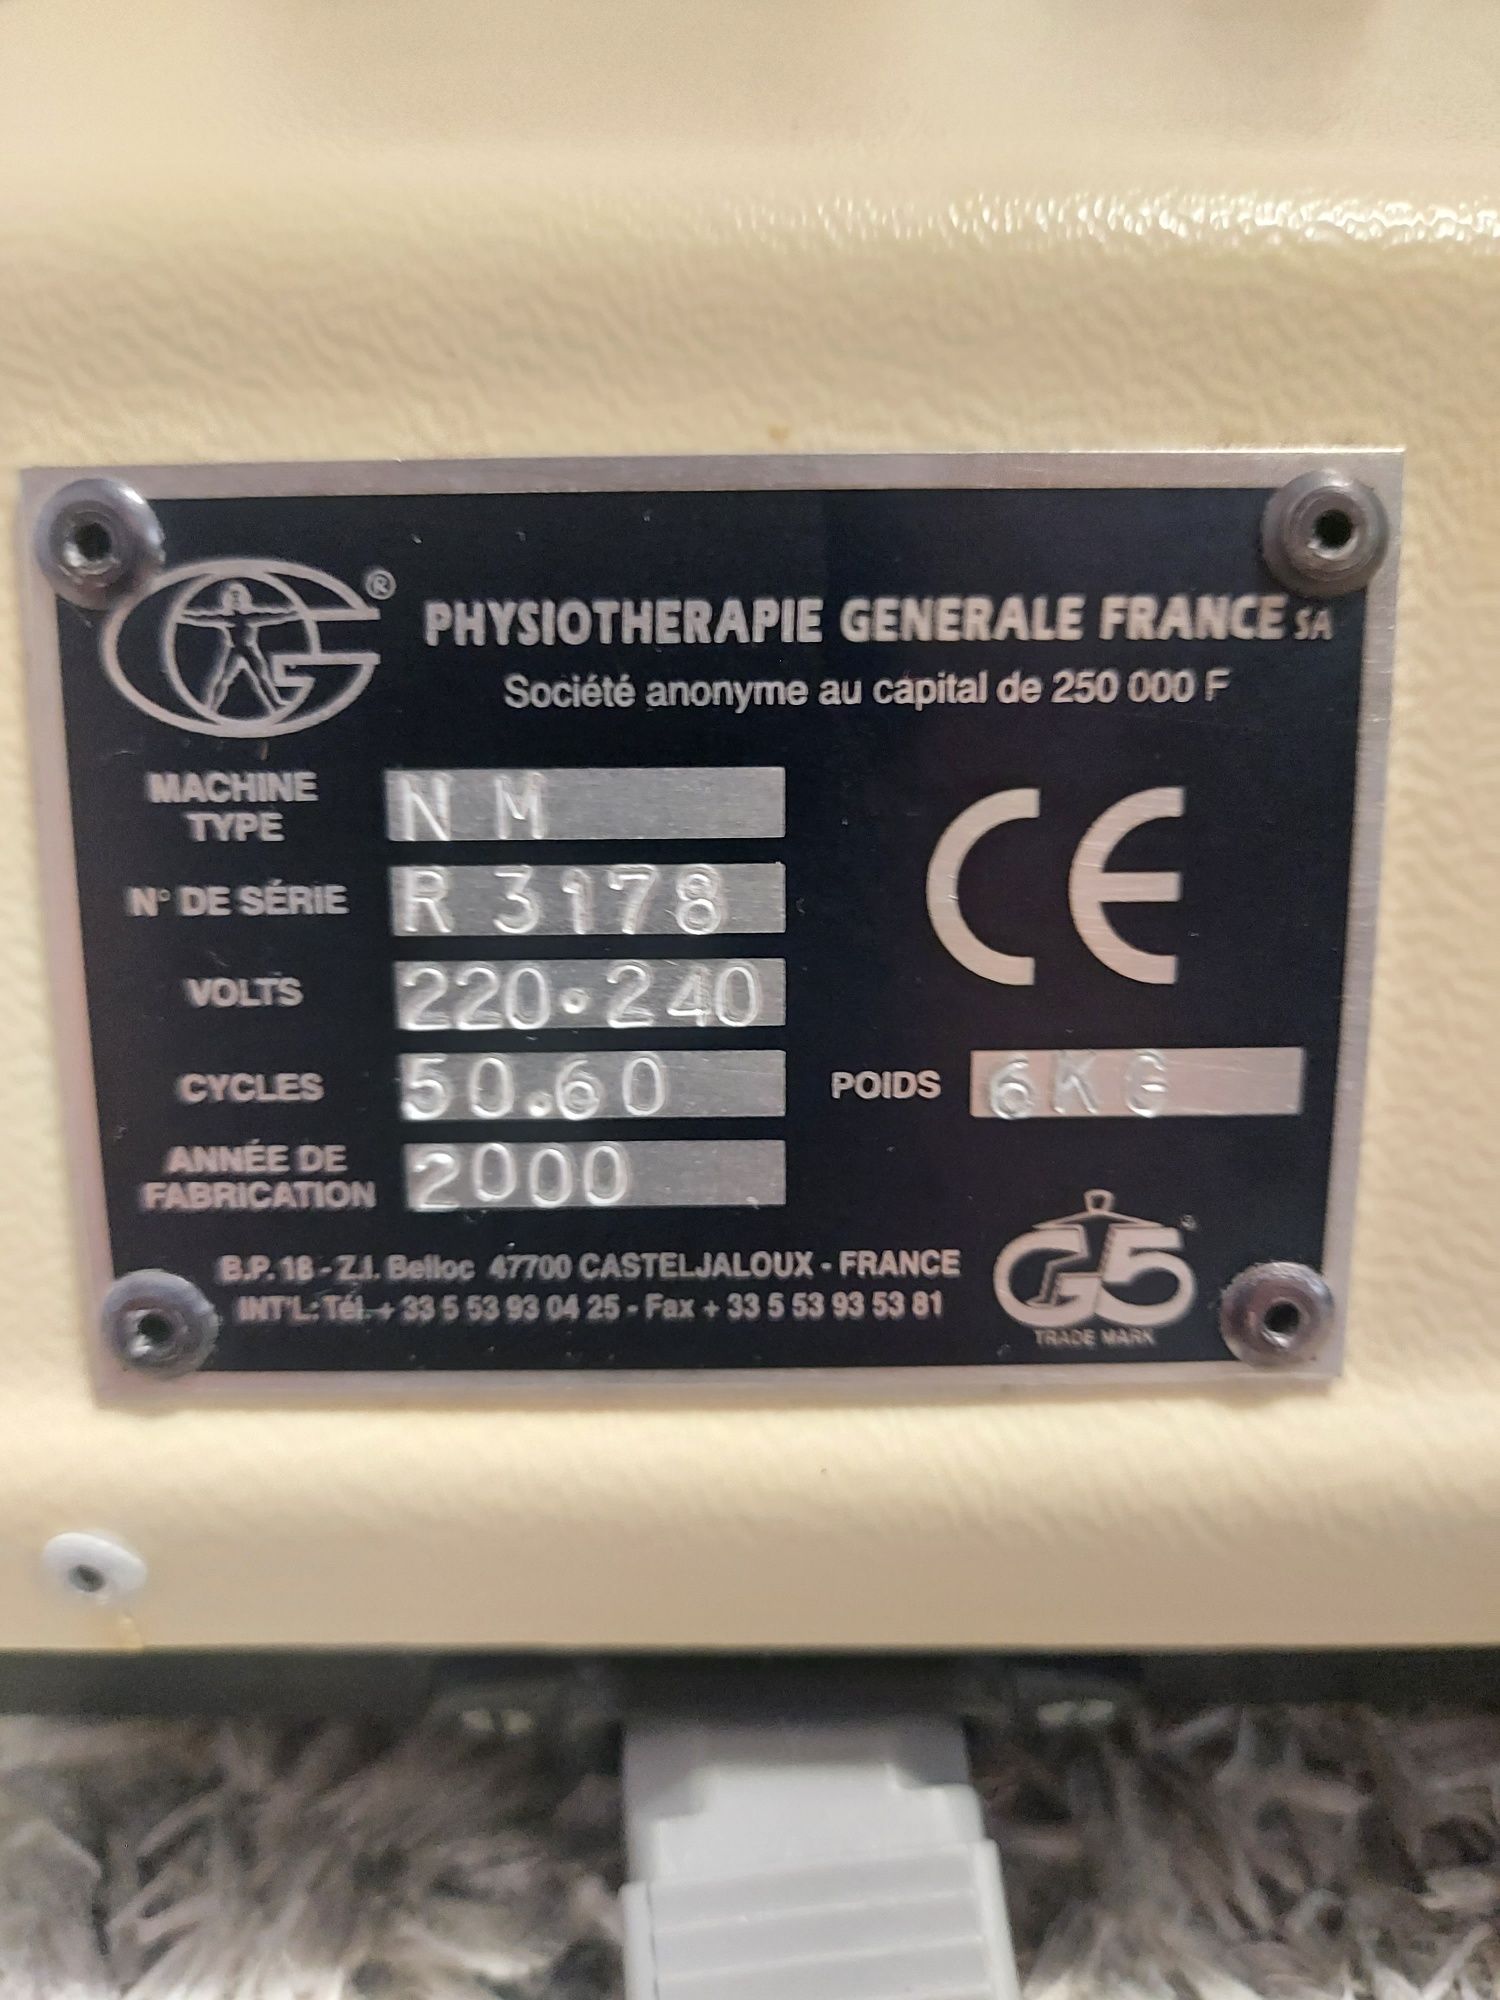 G ®
PHYSIOTHERAPIE GENERALE FRANCE SA
Société anonyme au capital de 250 000 F
MACHINE TYPE NM
N° DE SÉRIE R 3178
VOLTS 220.240
CYCLES 50.60
ANNÉE DE FABRICATION 2000
CE
POIDS 6KG
B.P. 18 - Z.I. Belloc 47700 CASTELJALOUX - FRANCE
INT'L: Tél. + 33 5 53 93 04 25 - Fax + 33 5 53 93 53 81
G5
TRADE MARK